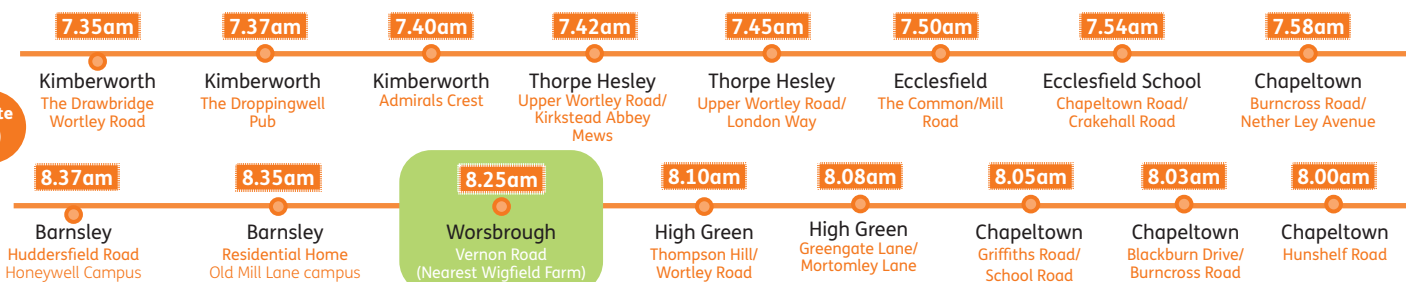 7.35am
7.37am
7.40am
7.42am
7.45am
7.50am
7.54am
7.58am
Kimberworth
The Drawbridge
Wortley Road
Kimberworth
The Droppingwell
Pub
Kimberworth
Admirals Crest
Thorpe Hesley
Upper Wortley Road/
Kirkstead Abbey
Mews
Thorpe Hesley
Upper Wortley Road/
London Way
Ecclesfield
The Common/Mill
Road
Ecclesfield School
Chapeltown Road/
Crakehall Road
Chapeltown
Burncross Road/
Nether Ley Avenue
8.37am
8.35am
8.25am
8.10am
8.08am
8.05am
8.03am
8.00am
Barnsley
Huddersfield Road
Honeywell Campus
Barnsley
Residential Home
Old Mill Lane campus
Worsbrough
Vernon Road
(Nearest Wigfield Farm)
High Green
Thompson Hill/
Wortley Road
High Green
Greengate Lane/
Mortomley Lane
Chapeltown
Griffiths Road/
School Road
Chapeltown
Blackburn Drive/
Burncross Road
Chapeltown
Hunshelf Road